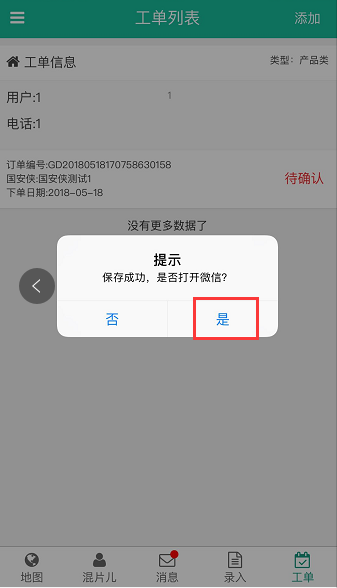 工单列表 添加
工单信息 类型：产品类
用户:1 1
电话:1
订单编号:GD20180518170758630158
国安侠:国安侠测试1
下单日期:2018-05-18
待确认
没有更多数据了
提示
保存成功，是否打开微信?
否 是
地图 混片儿 消息 录入 工单